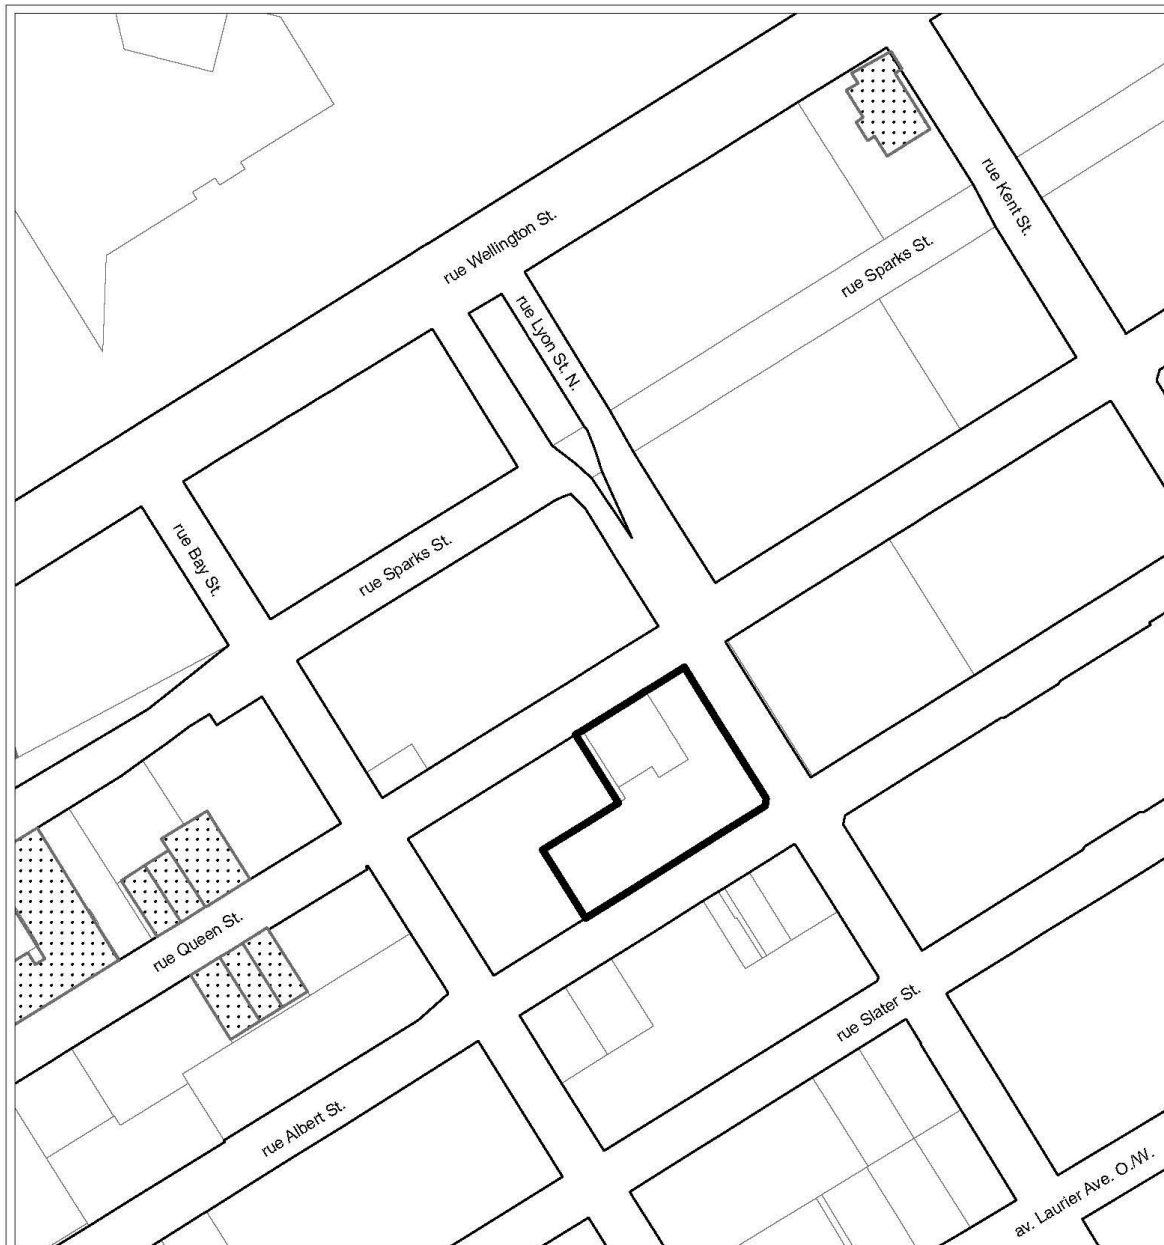 rue Wellington St.
rue Kent St.
rue Sparks St.
rue Lyon St. N.
rue Bay St.
rue Sparks St.
rue Queen St.
rue Slater St.
rue Albert St.
av. Laurier Ave. O./W.